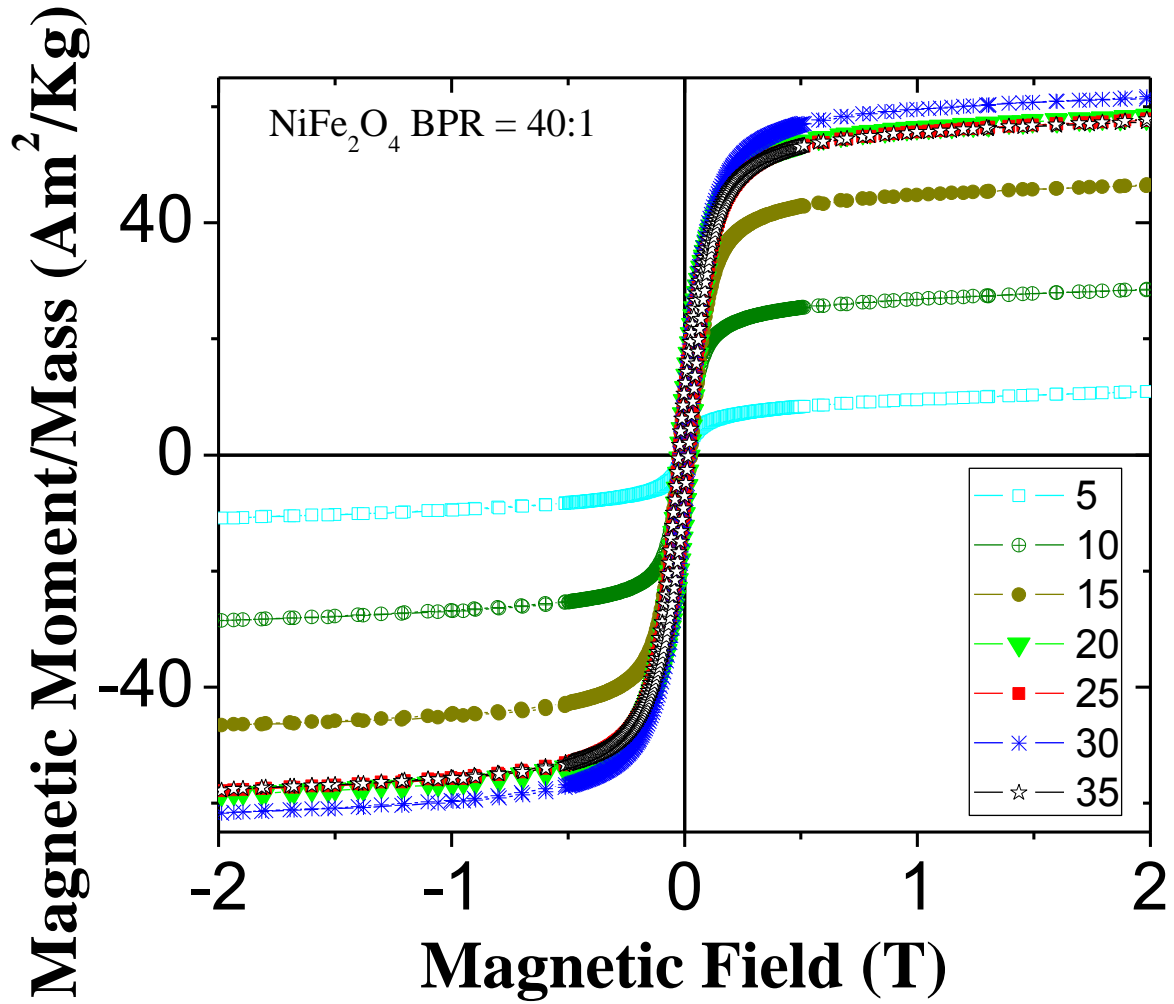 Magnetic Moment/Mass (Am²/Kg)
NiFe₂O₄ BPR = 40:1
40
0
-40
5
10
15
20
25
30
35
-2 -1 0 1 2
Magnetic Field (T)